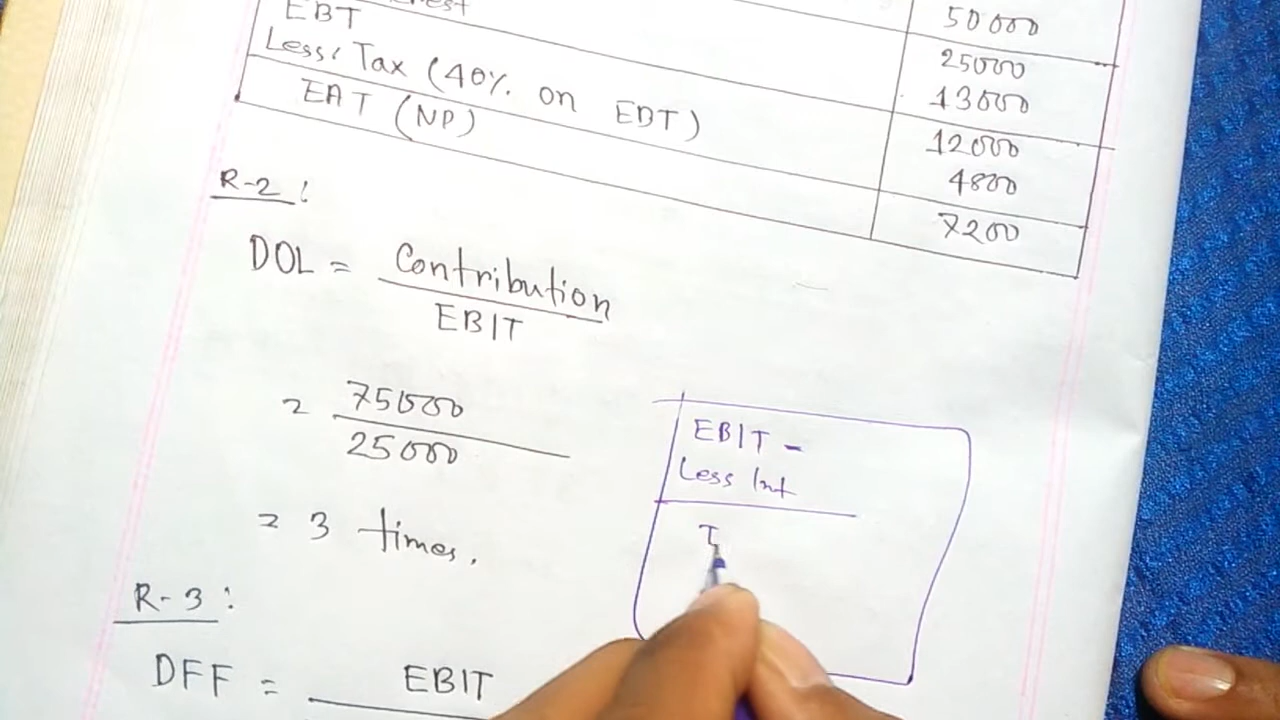 50000
EBT 25000
Less: Tax (40% on EBT) 13000
EAT (NP) 12000
4800
7200
R-2:
DOL = Contribution
EBIT
= 75000
25000
= 3 times.
EBIT -
Less Int
R-3:
DFF = EBIT